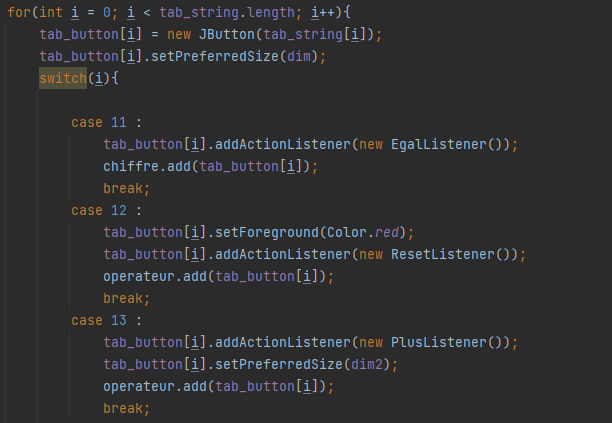 for(int i = 0; i < tab_string.length; i++){
    tab_button[i] = new JButton(tab_string[i]);
    tab_button[i].setPreferredSize(dim);
    switch(i){
        case 11 :
            tab_button[i].addActionListener(new EgalListener());
            chiffre.add(tab_button[i]);
            break;
        case 12 :
            tab_button[i].setForeground(Color.red);
            tab_button[i].addActionListener(new ResetListener());
            operateur.add(tab_button[i]);
            break;
        case 13 :
            tab_button[i].addActionListener(new PlusListener());
            tab_button[i].setPreferredSize(dim2);
            operateur.add(tab_button[i]);
            break;